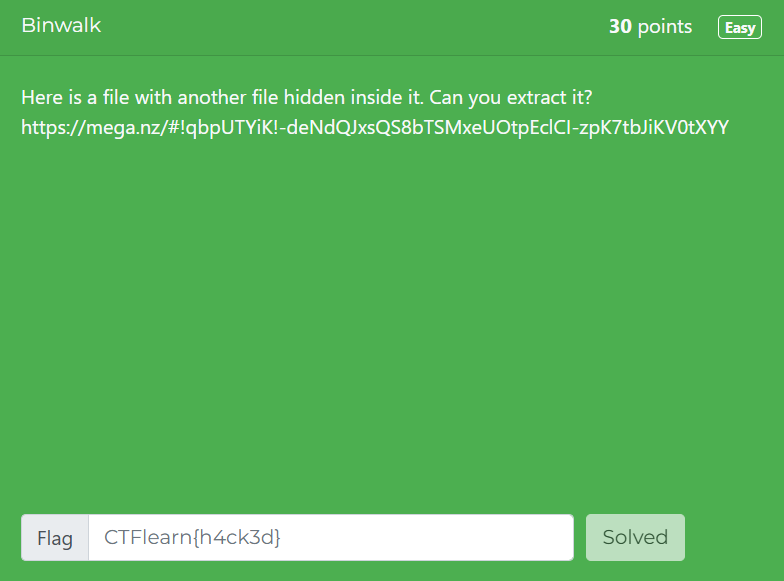 Binwalk
30 points
Easy
Here is a file with another file hidden inside it. Can you extract it?
https://mega.nz/#!qbpUTYiK!-deNdQJxsQS8bTSMxeUOtpEclCI-zpK7tbJiKV0tXYY
Flag
CTFlearn{h4ck3d}
Solved